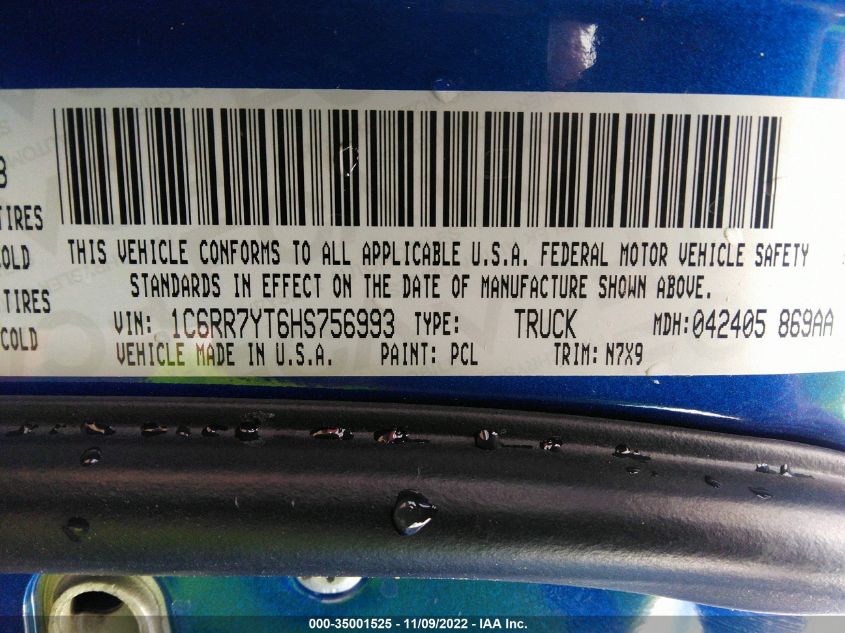 3
TIRES
COLD
TIRES
COLD
THIS VEHICLE CONFORMS TO ALL APPLICABLE U.S.A. FEDERAL MOTOR VEHICLE SAFETY
STANDARDS IN EFFECT ON THE DATE OF MANUFACTURE SHOWN ABOVE.
VIN: 1C6RR7YT6HS756993 TYPE: TRUCK MDH: 042405 869AA
VEHICLE MADE IN U.S.A. PAINT: PCL TRIM: N7X9
000-35001525 - 11/09/2022 - IAA Inc.